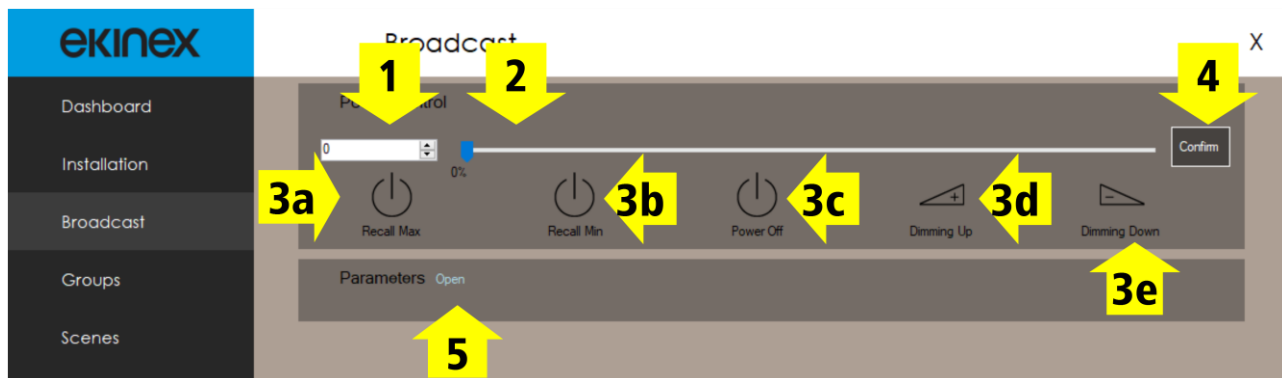 ekinex
Broadcast
X
1
2
4
Dashboard
Installation
Broadcast
Groups
Scenes
0
0%
Confirm
3a
3b
3c
3d
Recall Max
Recall Min
Power Off
Dimming Up
Dimming Down
3e
Parameters Open
5